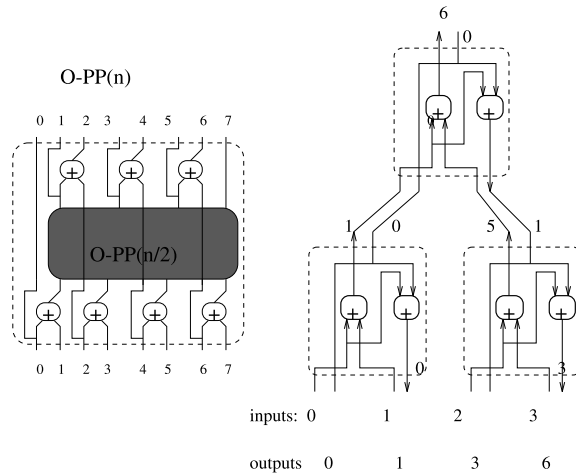 6
0
O-PP(n)
0 1 2 3 4 5 6 7
+ + +
0
+ +
O-PP(n/2)
1 0 5 1
+ + + +
+ + + +
0 3
0 1 2 3 4 5 6 7
inputs: 0 1 2 3
outputs 0 1 3 6